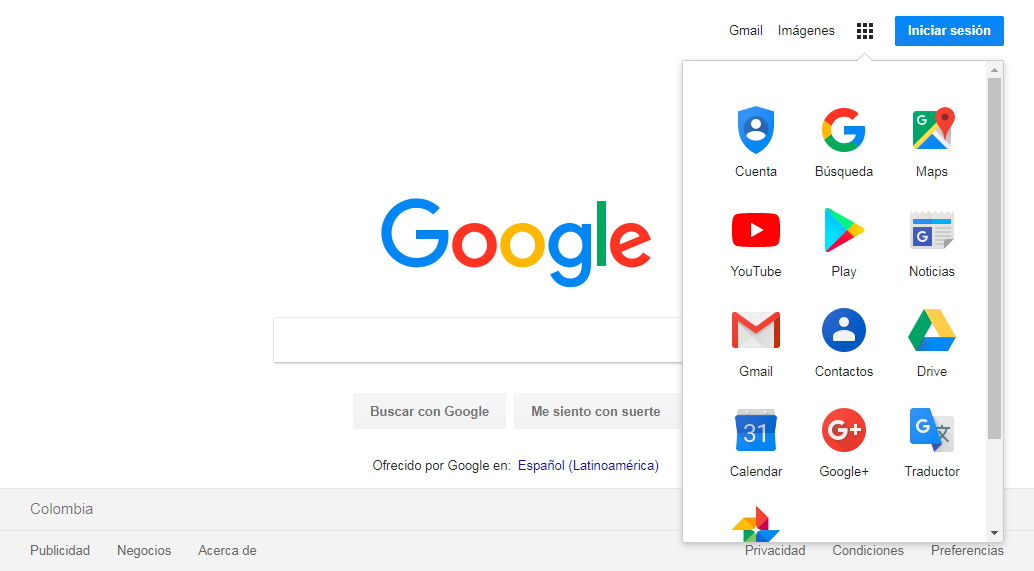 Gmail Imágenes Iniciar sesión
Cuenta Búsqueda Maps
YouTube Play Noticias
Gmail Contactos Drive
31
Calendar Google+ Traductor
Google
Buscar con Google Me siento con suerte
Ofrecido por Google en: Español (Latinoamérica)
Colombia
Publicidad Negocios Acerca de Privacidad Condiciones Preferencias